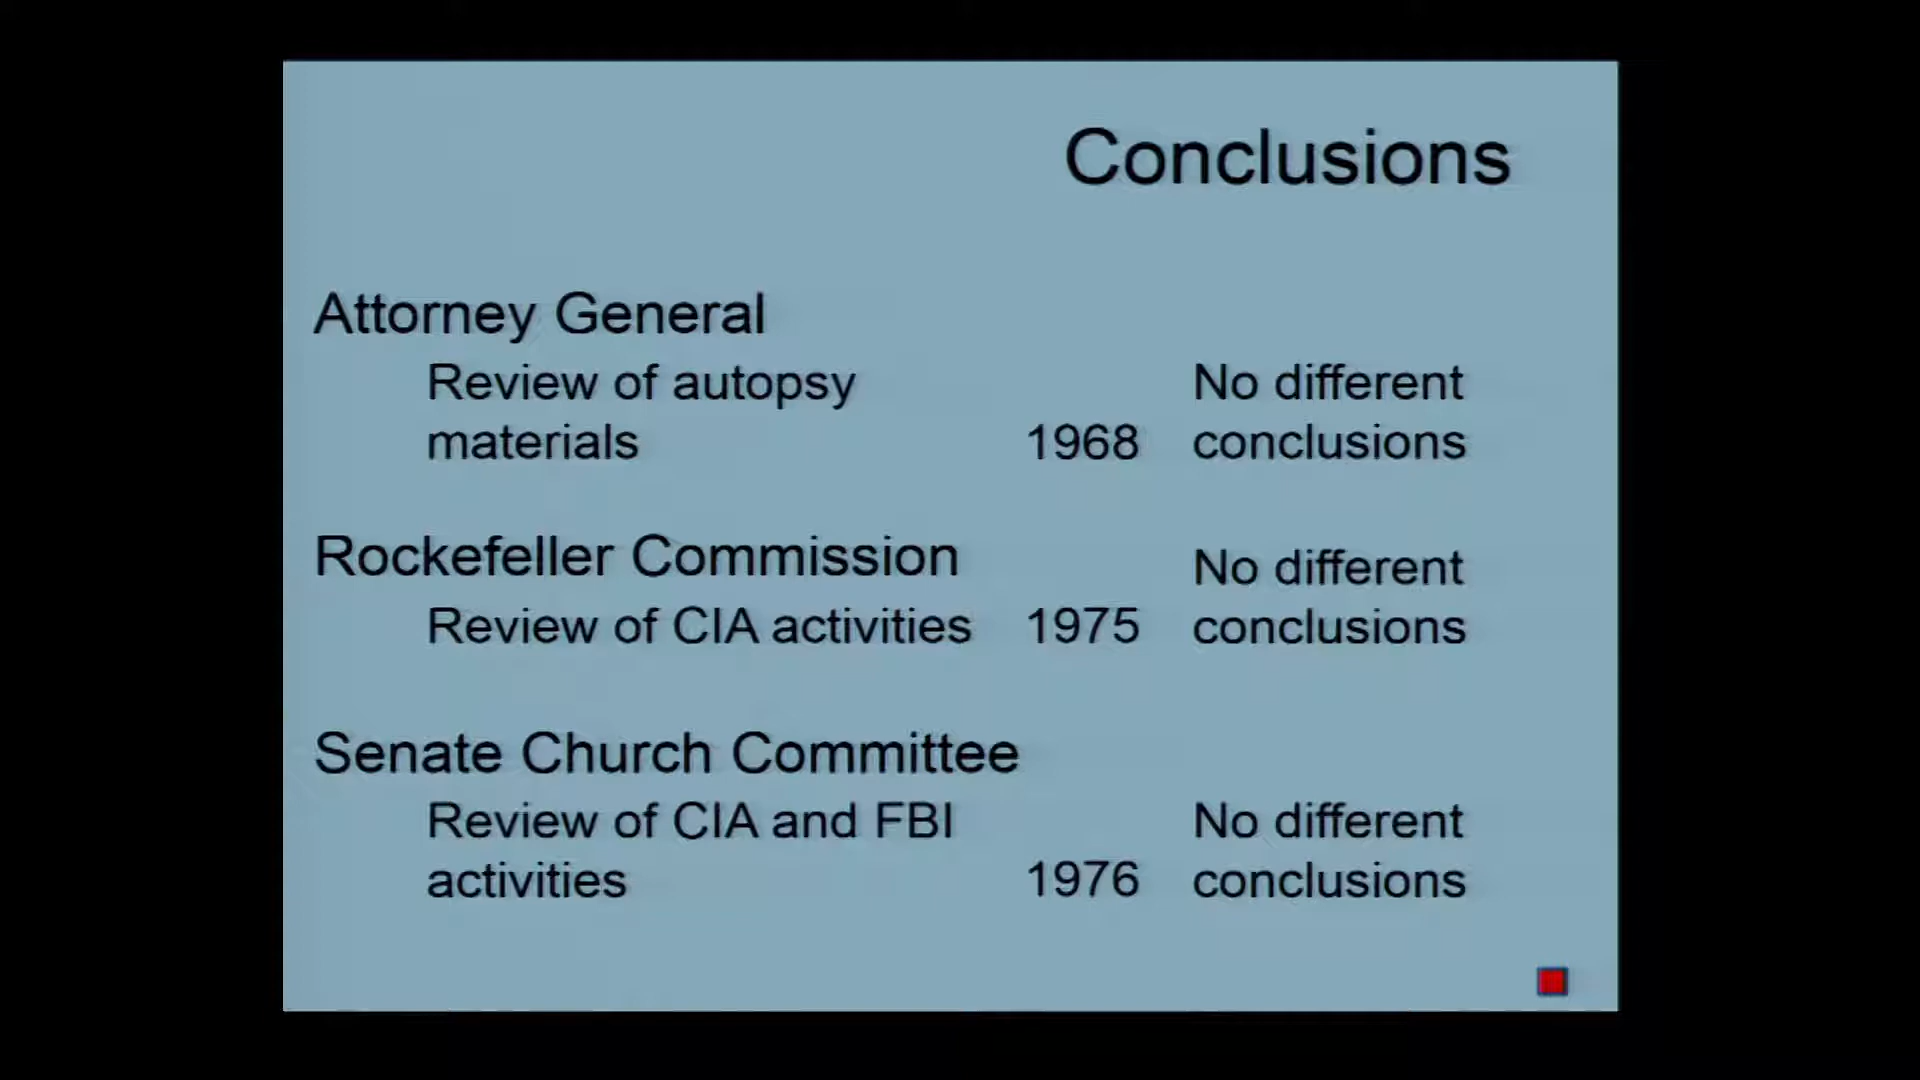 Conclusions
Attorney General
Review of autopsy
materials
1968
No different
conclusions
Rockefeller Commission
Review of CIA activities
1975
No different
conclusions
Senate Church Committee
Review of CIA and FBI
activities
1976
No different
conclusions